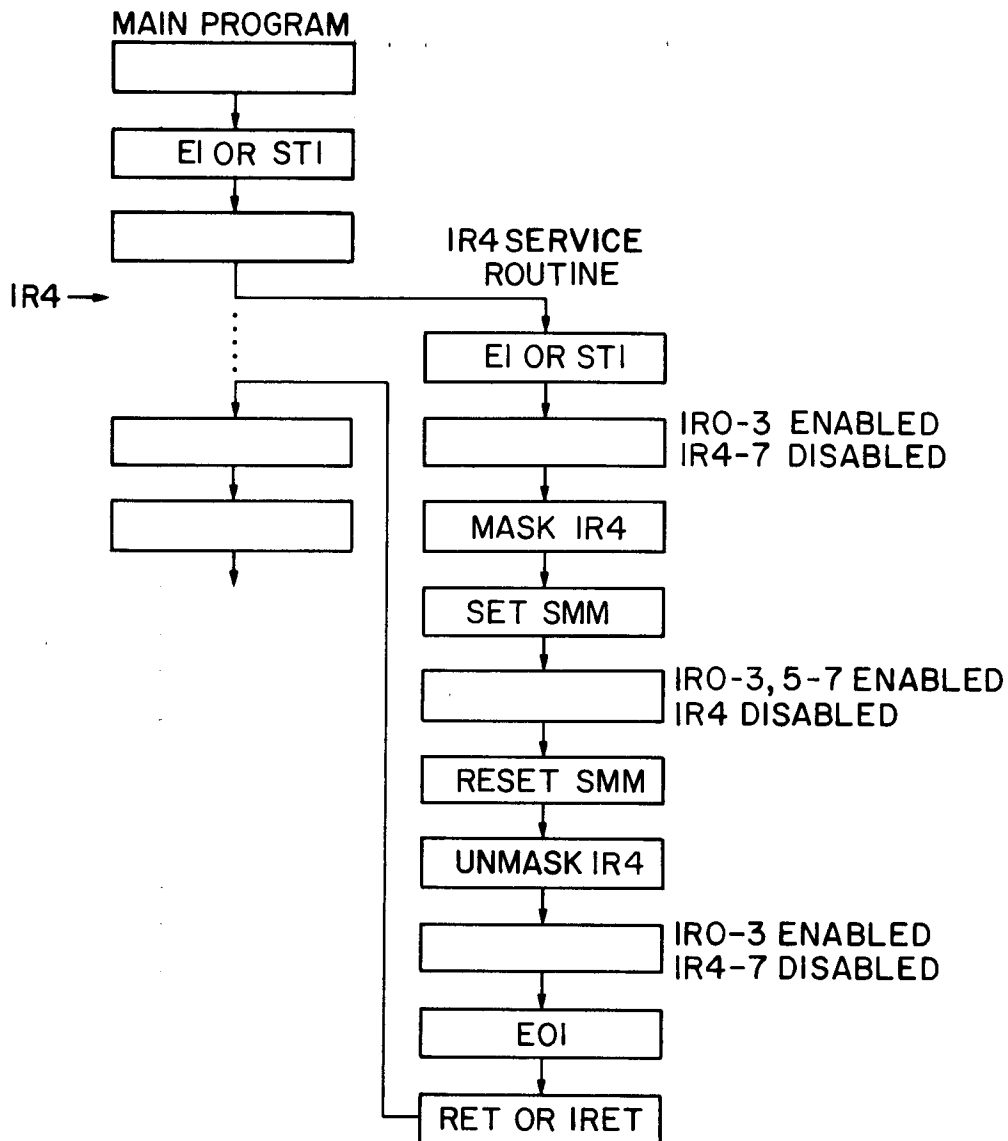 MAIN PROGRAM
EI OR STI
IR4
IR4 SERVICE
ROUTINE
EI OR STI
IR0-3 ENABLED
IR4-7 DISABLED
MASK IR4
SET SMM
IR0-3, 5-7 ENABLED
IR4 DISABLED
RESET SMM
UNMASK IR4
IR0-3 ENABLED
IR4-7 DISABLED
EOI
RET OR IRET